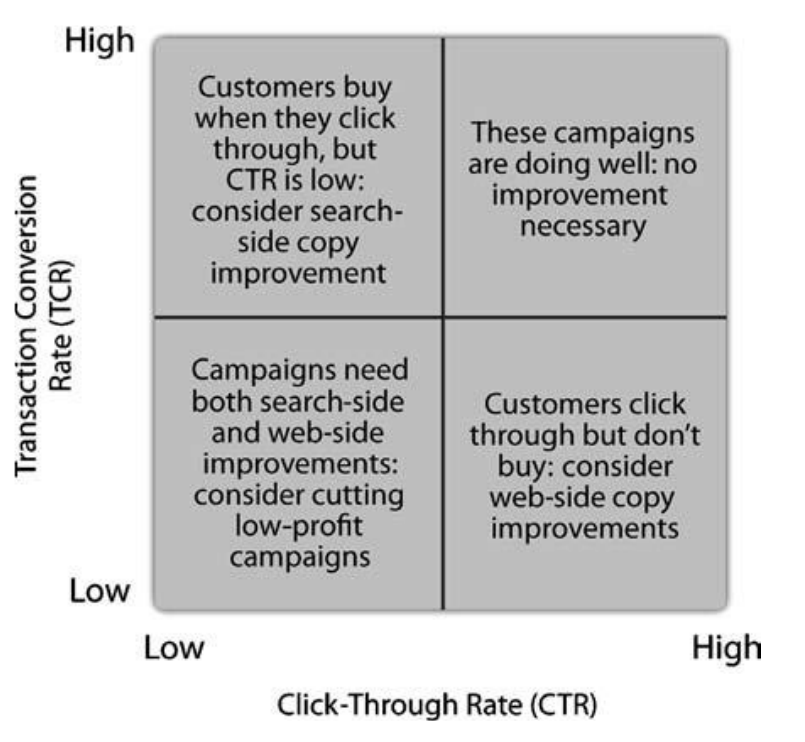 High
Customers buy
when they click
through, but
CTR is low:
consider search-
side copy
improvement
These campaigns
are doing well: no
improvement
necessary
Transaction Conversion
Rate (TCR)
Campaigns need
both search-side
and web-side
improvements:
consider cutting
low-profit
campaigns
Customers click
through but don't
buy: consider
web-side copy
improvements
Low
Low
High
Click-Through Rate (CTR)